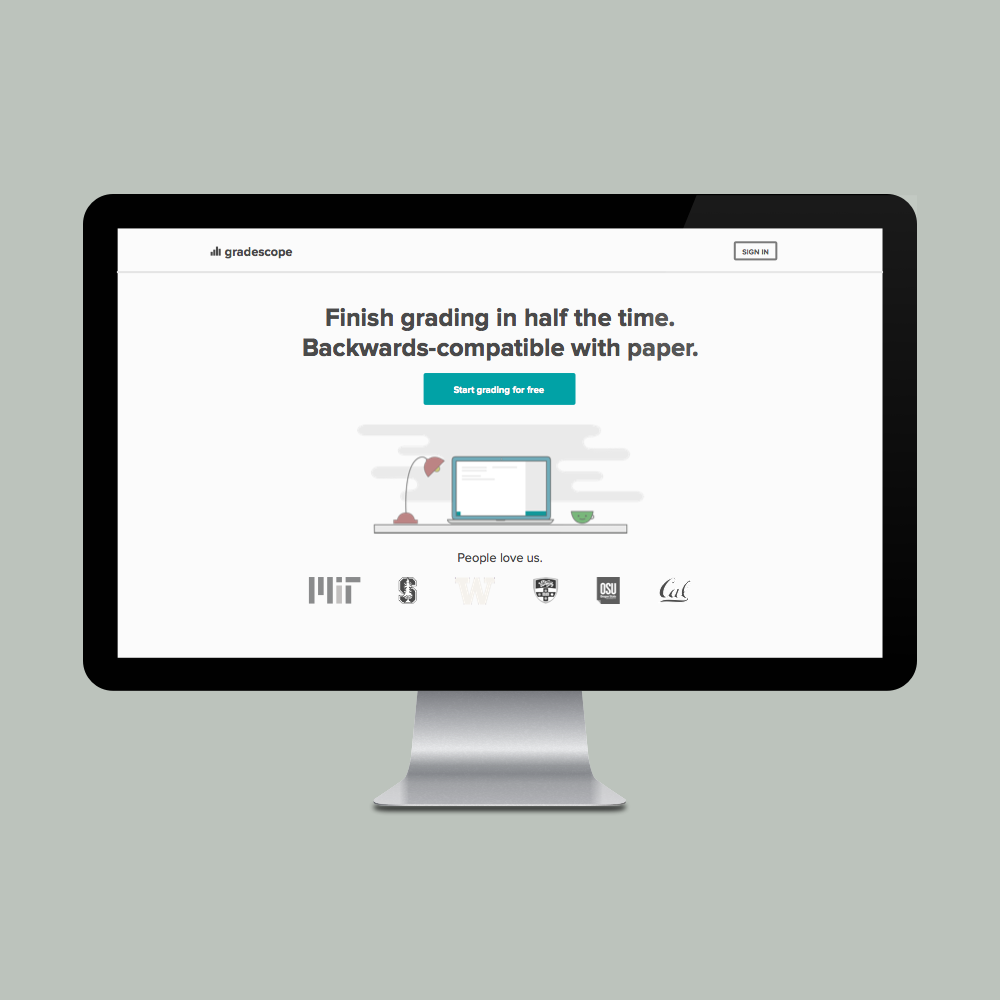 gradescope
SIGN IN
Finish grading in half the time.
Backwards-compatible with paper.
Start grading for free
People love us.
MIT
S
W
OSU
Cal